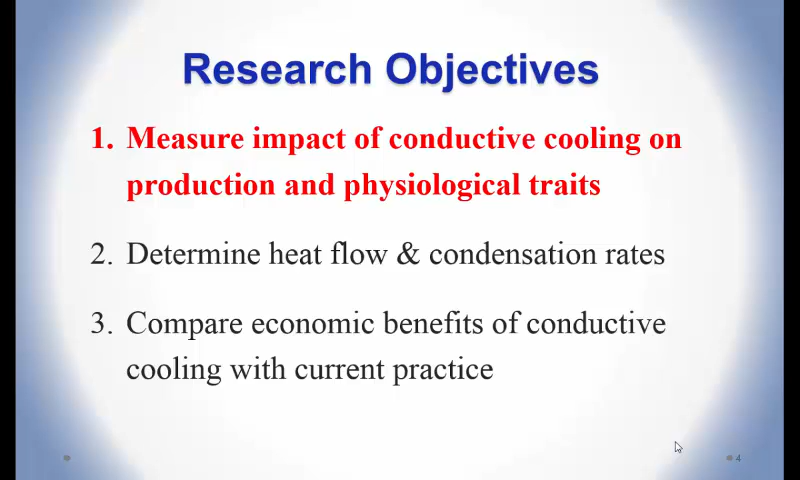 Research Objectives
1. Measure impact of conductive cooling on
production and physiological traits
2. Determine heat flow & condensation rates
3. Compare economic benefits of conductive
cooling with current practice
4